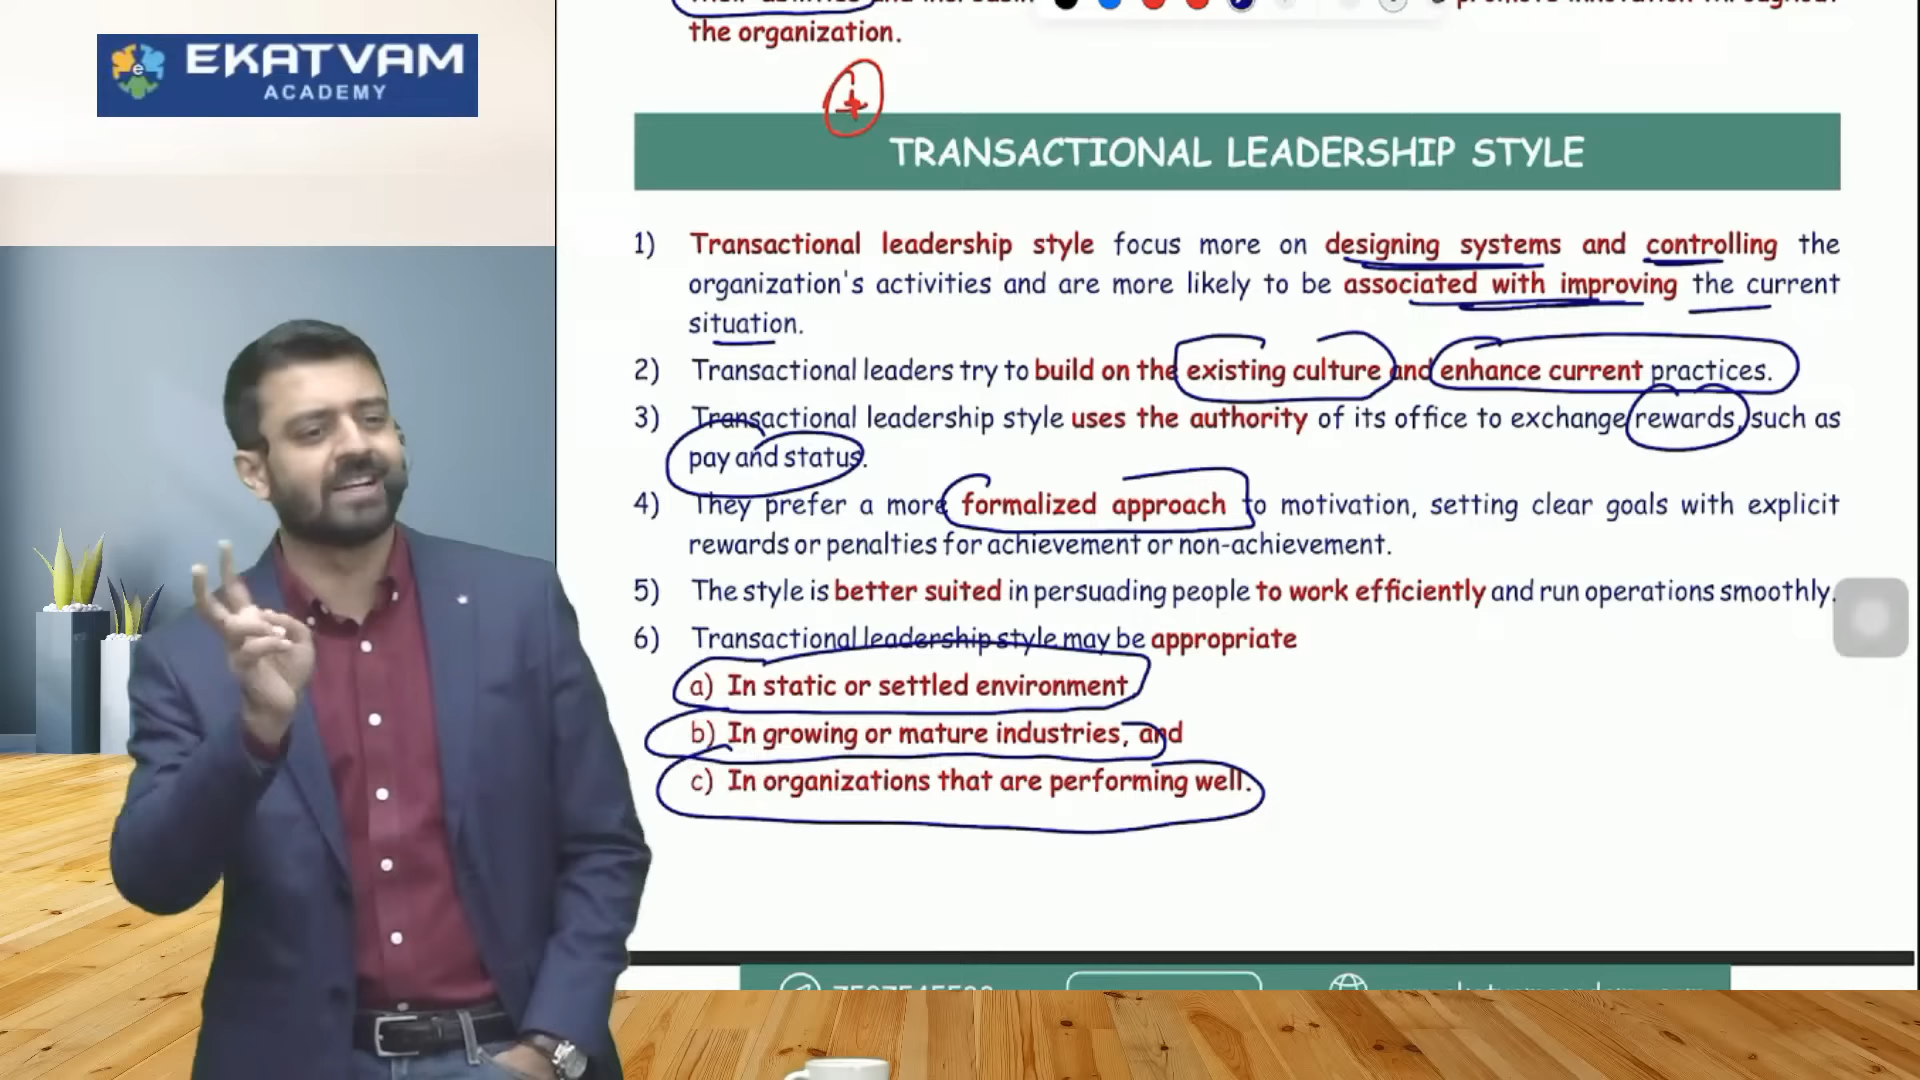 EKATVAM
ACADEMY
the organization.
TRANSACTIONAL LEADERSHIP STYLE
1) Transactional leadership style focus more on designing systems and controlling the
organization's activities and are more likely to be associated with improving the current
situation.
2) Transactional leaders try to build on the existing culture and enhance current practices.
3) Transactional leadership style uses the authority of its office to exchange rewards, such as
pay and status.
4) They prefer a more formalized approach to motivation, setting clear goals with explicit
rewards or penalties for achievement or non-achievement.
5) The style is better suited in persuading people to work efficiently and run operations smoothly.
6) Transactional leadership style may be appropriate
a) In static or settled environment
b) In growing or mature industries, and
c) In organizations that are performing well.